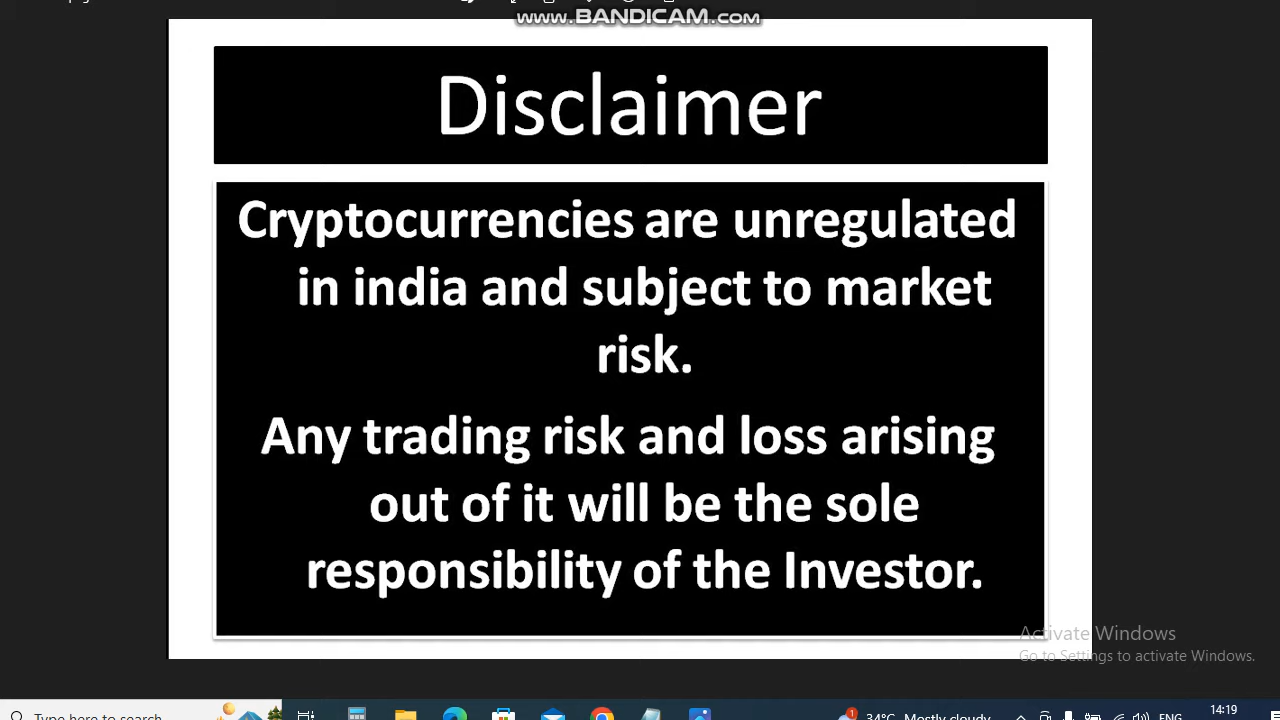 www.BANDICAM.com
Disclaimer
Cryptocurrencies are unregulated
in india and subject to market
risk.
Any trading risk and loss arising
out of it will be the sole
responsibility of the Investor.
Activate Windows
Go to Settings to activate Windows.
Type here to search
1
34°C Mostly cloudy
ENG
14:19